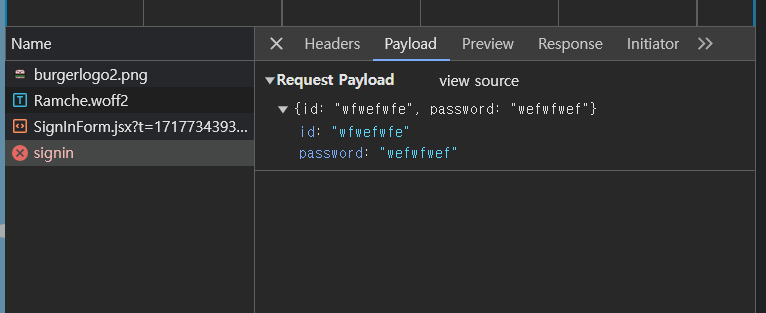 Name
Headers Payload Preview Response Initiator
burgerlogo2.png
Ramche.woff2
SignInForm.jsx?t=1717734393...
signin
Request Payload view source
{id: "wfwefwfe", password: "wefwfwef"}
id: "wfwefwfe"
password: "wefwfwef"